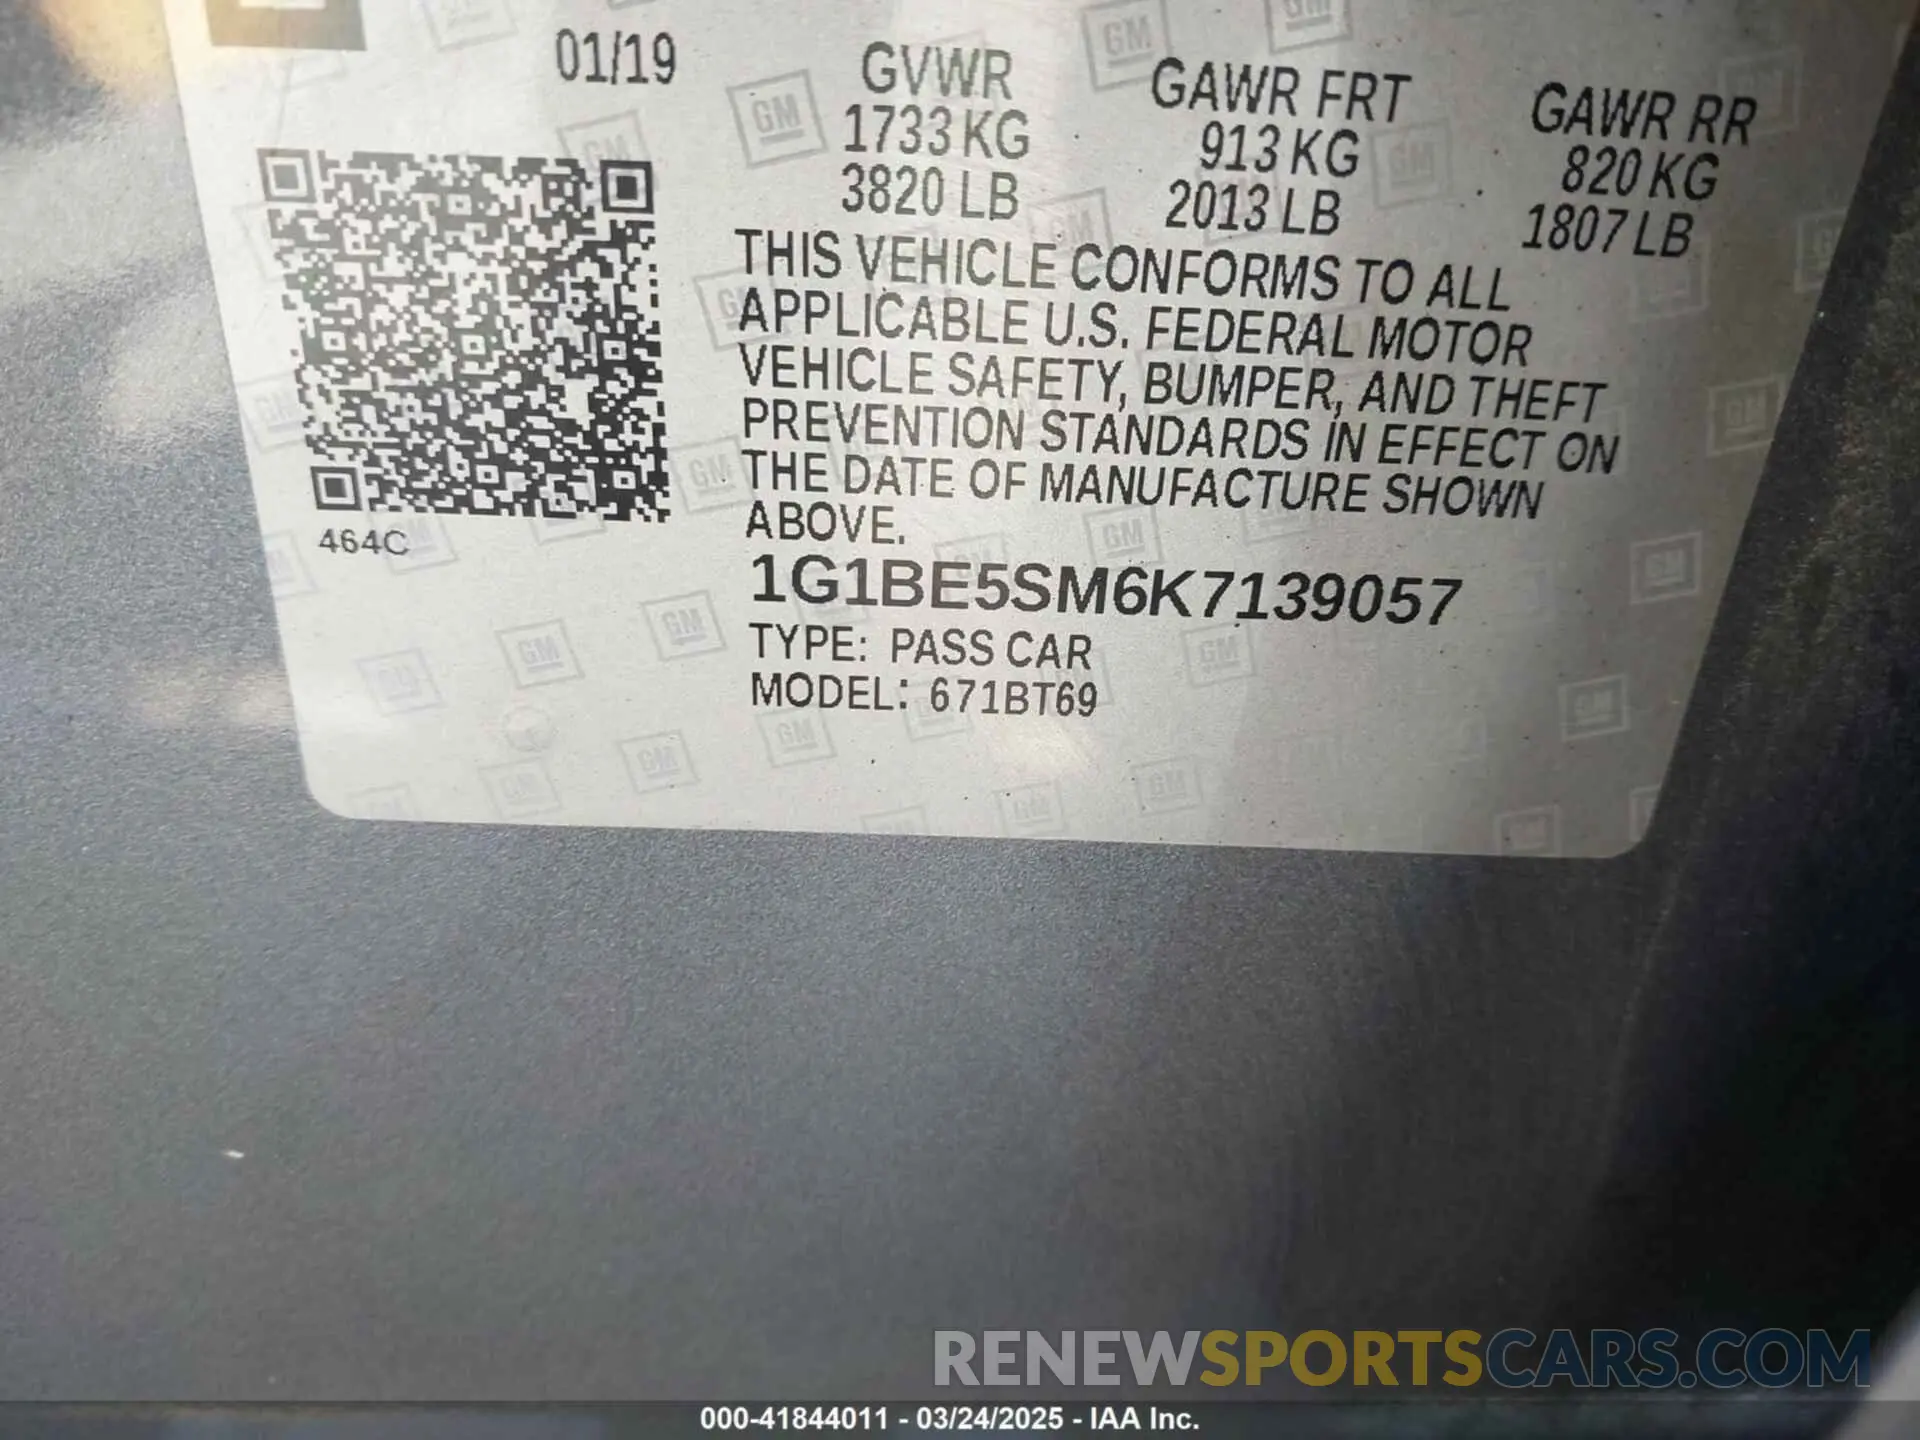 01/19
GVWR
1733 KG
3820 LB
GAWR FRT
913 KG
2013 LB
GAWR RR
820 KG
1807 LB
THIS VEHICLE CONFORMS TO ALL
APPLICABLE U.S. FEDERAL MOTOR
VEHICLE SAFETY, BUMPER, AND THEFT
PREVENTION STANDARDS IN EFFECT ON
THE DATE OF MANUFACTURE SHOWN
ABOVE.
464C
1G1BE5SM6K7139057
TYPE: PASS CAR
MODEL: 671BT69
RENEWSPORTSCARS.COM
000-41844011 - 03/24/2025 - IAA Inc.